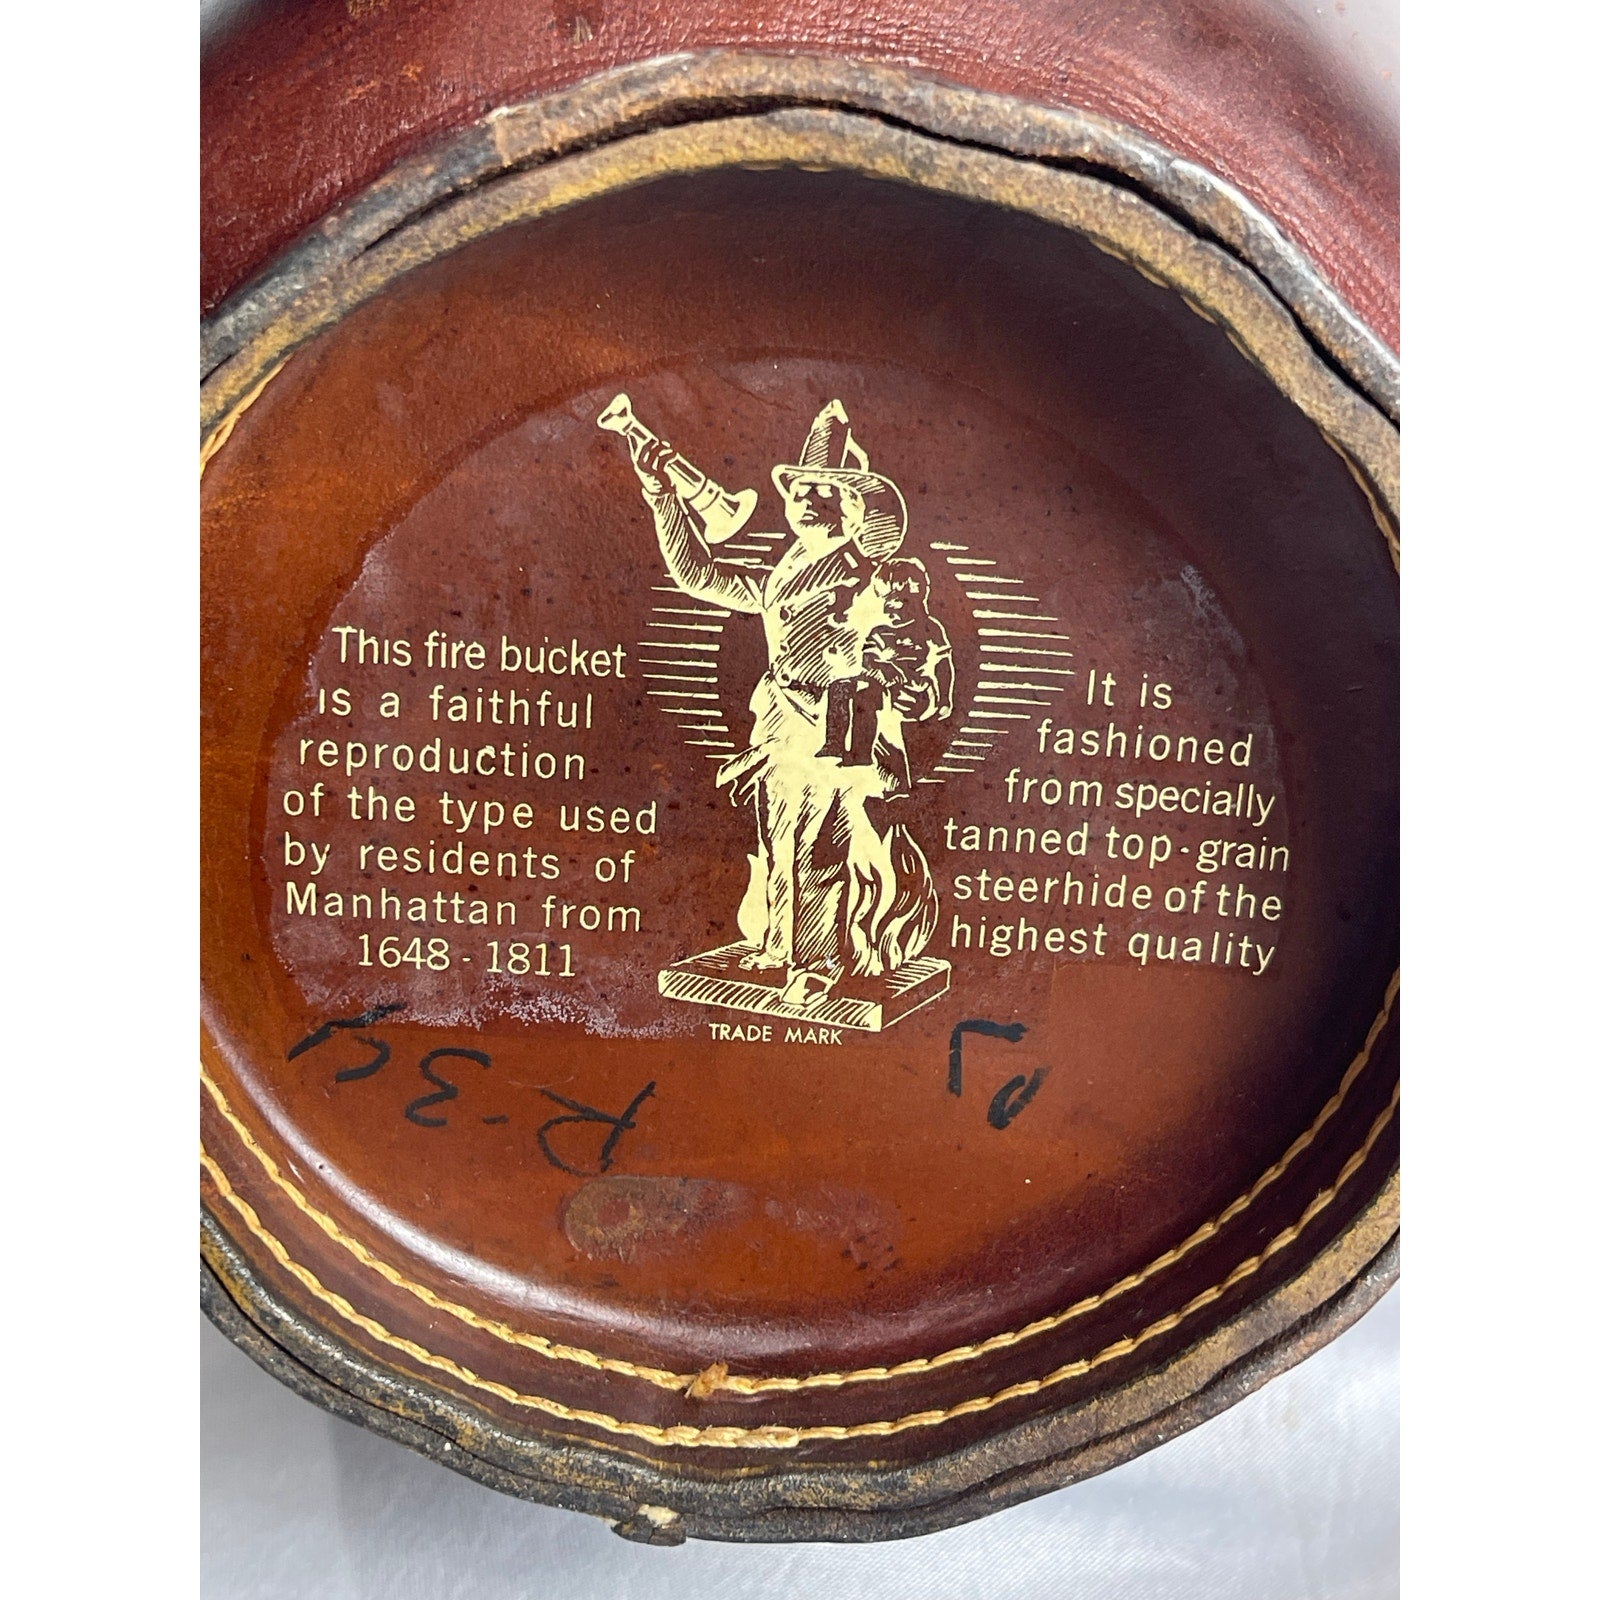 This fire bucket
is a faithful
reproduction
of the type used
by residents of
Manhattan from
1648 - 1811
It is
fashioned
from specially
tanned top-grain
steerhide of the
highest quality
TRADE MARK